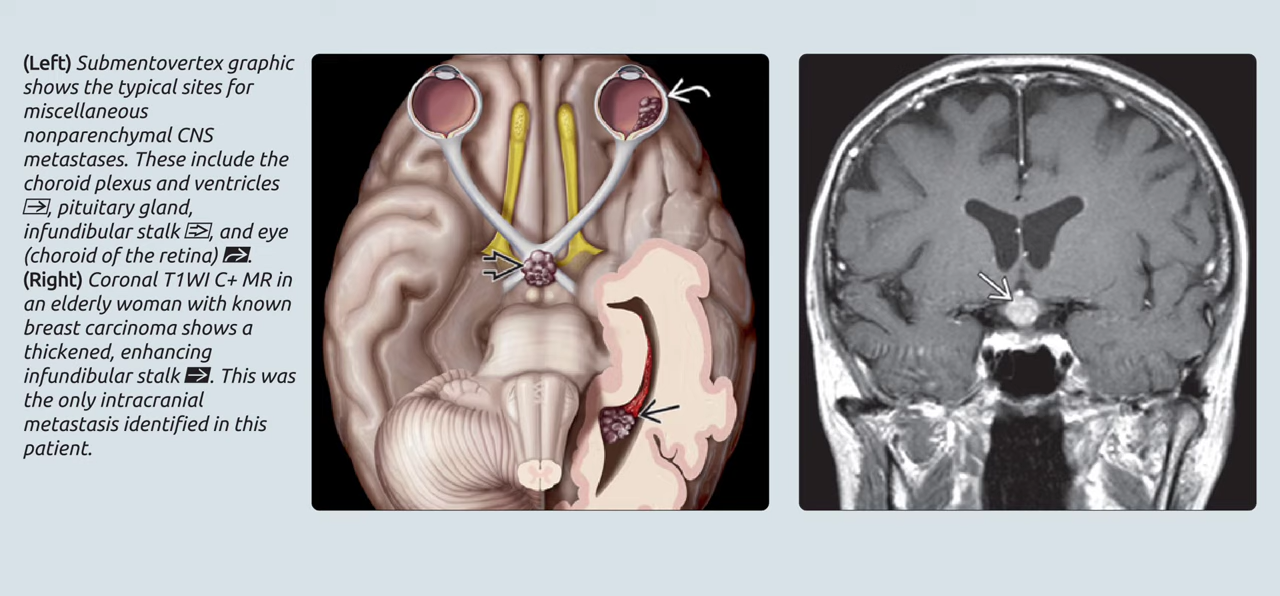 (Left) Submentovertex graphic
shows the typical sites for
miscellaneous
nonparenchymal CNS
metastases. These include the
choroid plexus and ventricles
, pituitary gland,
infundibular stalk , and eye
(choroid of the retina) .
(Right) Coronal T1WI C+ MR in
an elderly woman with known
breast carcinoma shows a
thickened, enhancing
infundibular stalk . This was
the only intracranial
metastasis identified in this
patient.